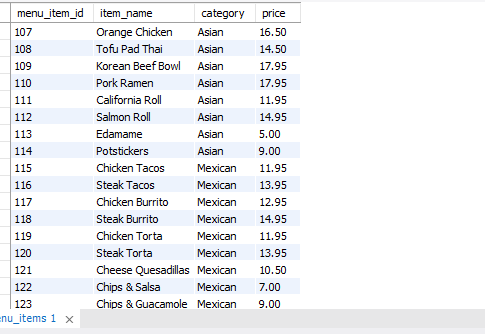 menu_item_id item_name category price
107 Orange Chicken Asian 16.50
108 Tofu Pad Thai Asian 14.50
109 Korean Beef Bowl Asian 17.95
110 Pork Ramen Asian 17.95
111 California Roll Asian 11.95
112 Salmon Roll Asian 14.95
113 Edamame Asian 5.00
114 Potstickers Asian 9.00
115 Chicken Tacos Mexican 11.95
116 Steak Tacos Mexican 13.95
117 Chicken Burrito Mexican 12.95
118 Steak Burrito Mexican 14.95
119 Chicken Torta Mexican 11.95
120 Steak Torta Mexican 13.95
121 Cheese Quesadillas Mexican 10.50
122 Chips & Salsa Mexican 7.00
123 Chips & Guacamole Mexican 9.00
enu_items 1